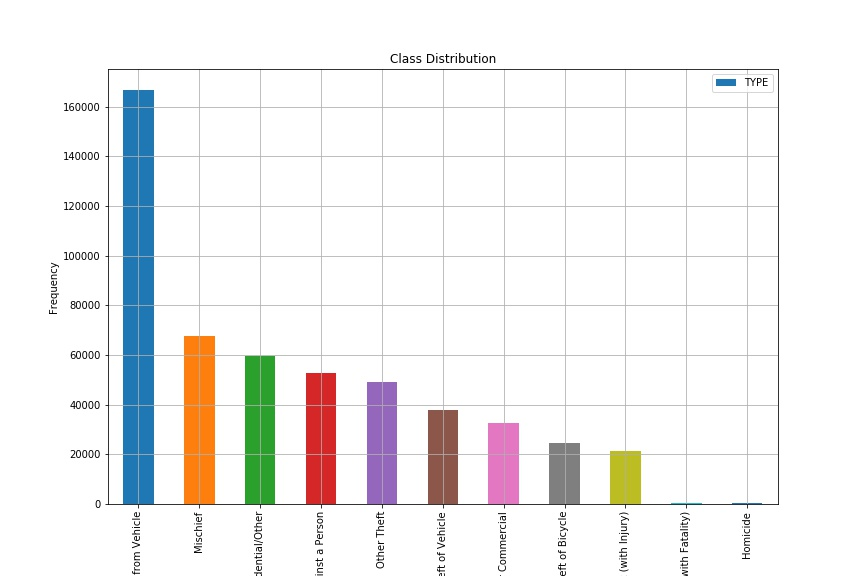 Class Distribution
TYPE
Frequency
160000
140000
120000
100000
80000
60000
40000
20000
0
from Vehicle
Mischief
dential/Other
inst a Person
Other Theft
eft of Vehicle
Commercial
eft of Bicycle
(with Injury)
with Fatality)
Homicide